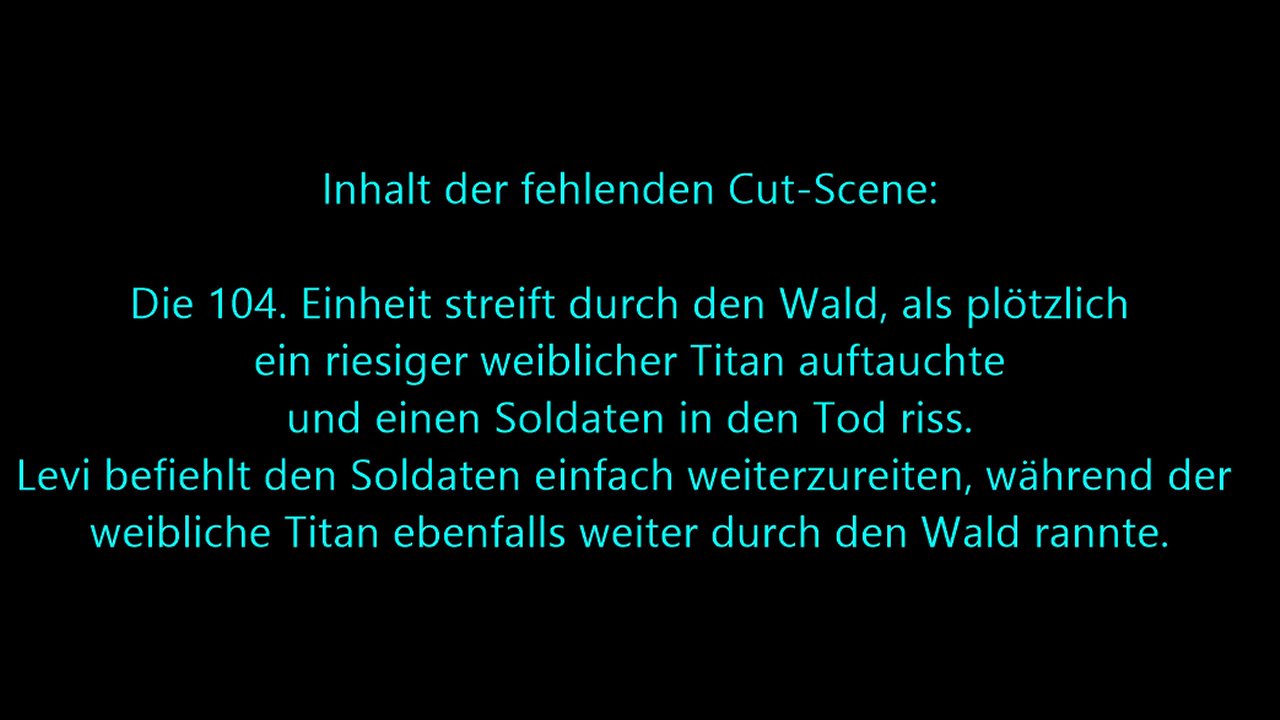 Inhalt der fehlenden Cut-Scene:
Die 104. Einheit streift durch den Wald, als plötzlich
ein riesiger weiblicher Titan auftauchte
und einen Soldaten in den Tod riss.
Levi befiehlt den Soldaten einfach weiterzureiten, während der
weibliche Titan ebenfalls weiter durch den Wald rannte.